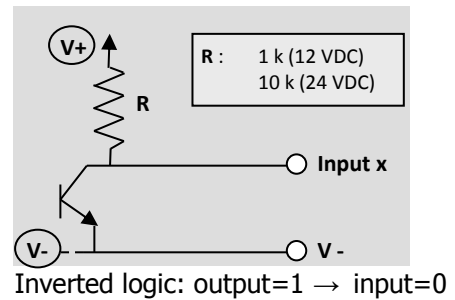 V+
R :  1 k (12 VDC)
10 k (24 VDC)
R
Input x
V-
V -
Inverted logic: output=1 → input=0